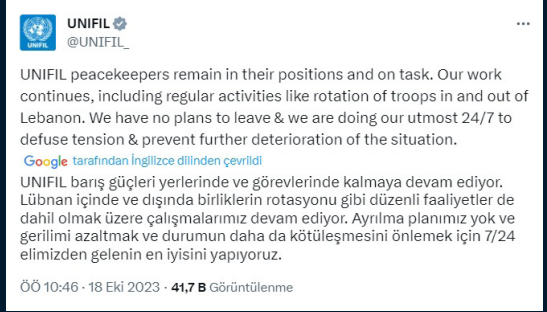 UNIFIL
UNIFIL
@UNIFIL_
UNIFIL peacekeepers remain in their positions and on task. Our work
continues, including regular activities like rotation of troops in and out of
Lebanon. We have no plans to leave & we are doing our utmost 24/7 to
defuse tension & prevent further deterioration of the situation.
Google tarafından İngilizce dilinden çevrildi
UNIFIL barış güçleri yerlerinde ve görevlerinde kalmaya devam ediyor.
Lübnan içinde ve dışında birliklerin rotasyonu gibi düzenli faaliyetler de
dahil olmak üzere çalışmalarımız devam ediyor. Ayrılma planımız yok ve
gerilimi azaltmak ve durumun daha da kötüleşmesini önlemek için 7/24
elimizden gelenin en iyisini yapıyoruz.
ÖÖ 10:46 · 18 Eki 2023 · 41,7 B Görüntülenme